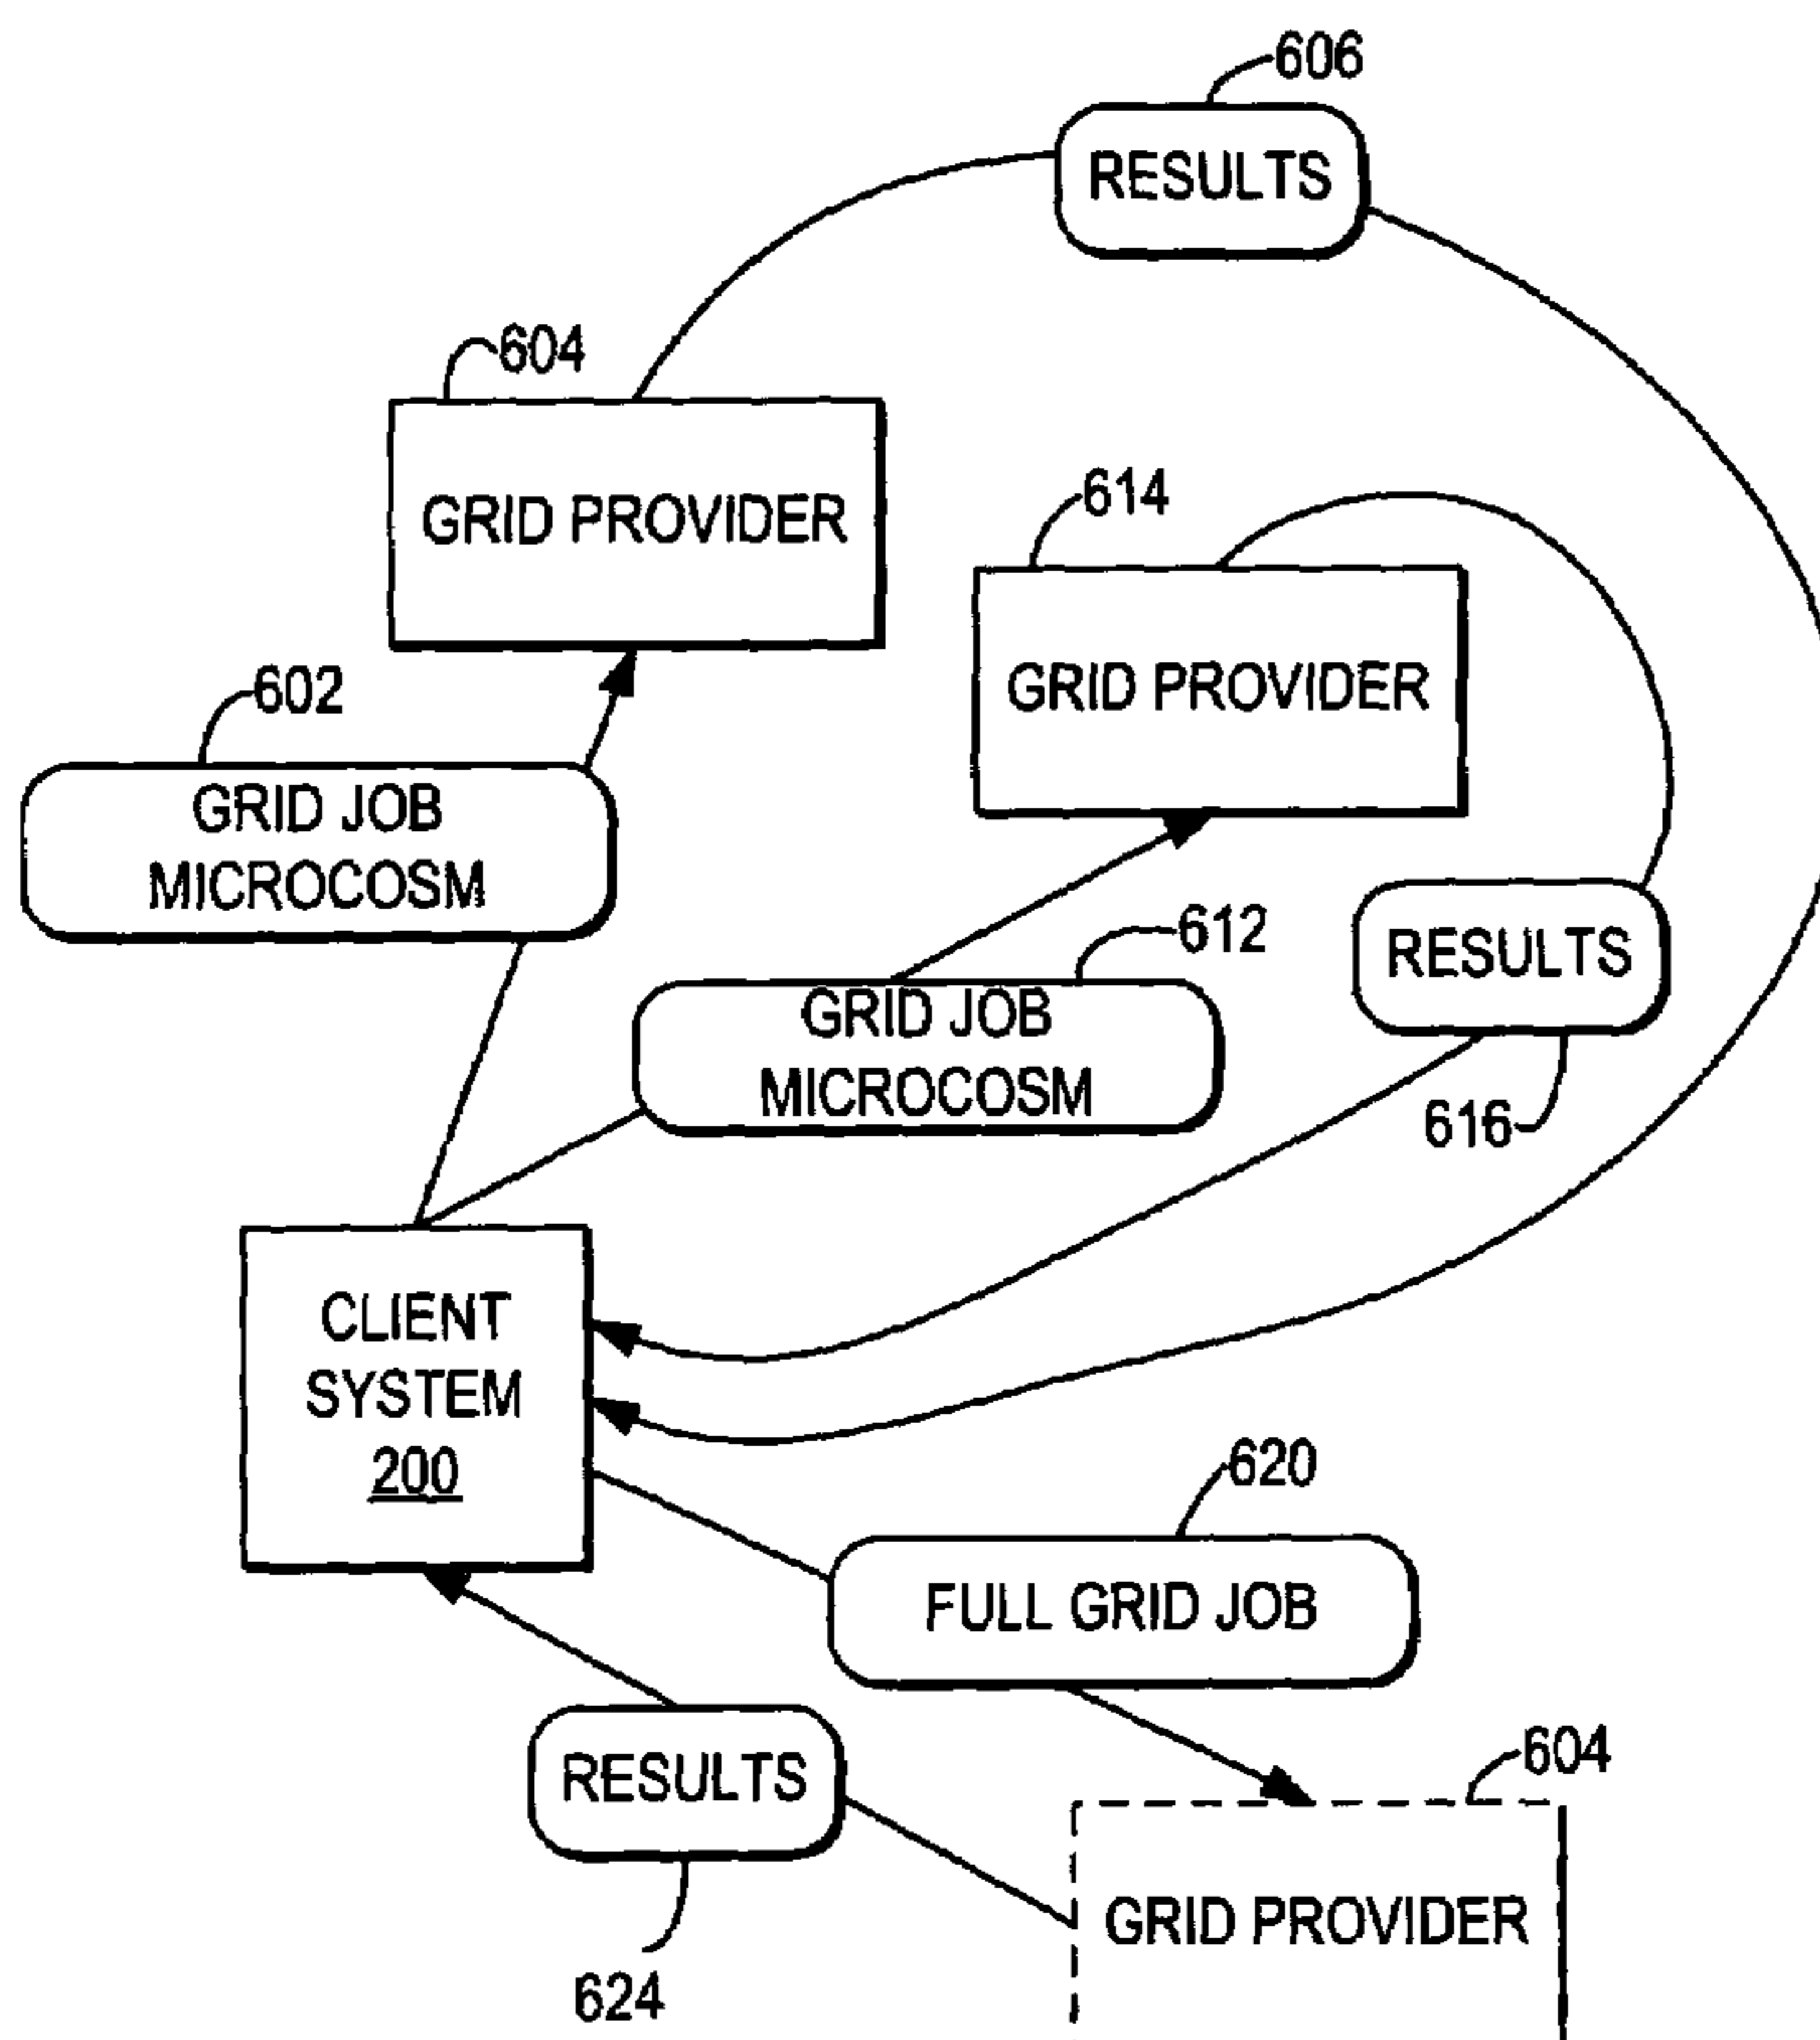 606
RESULTS
604
GRID PROVIDER
614
GRID PROVIDER
602
GRID JOB
MICROCOSM
612
GRID JOB
MICROCOSM
RESULTS
616
CLIENT
SYSTEM
200
620
FULL GRID JOB
RESULTS
624
604
GRID PROVIDER